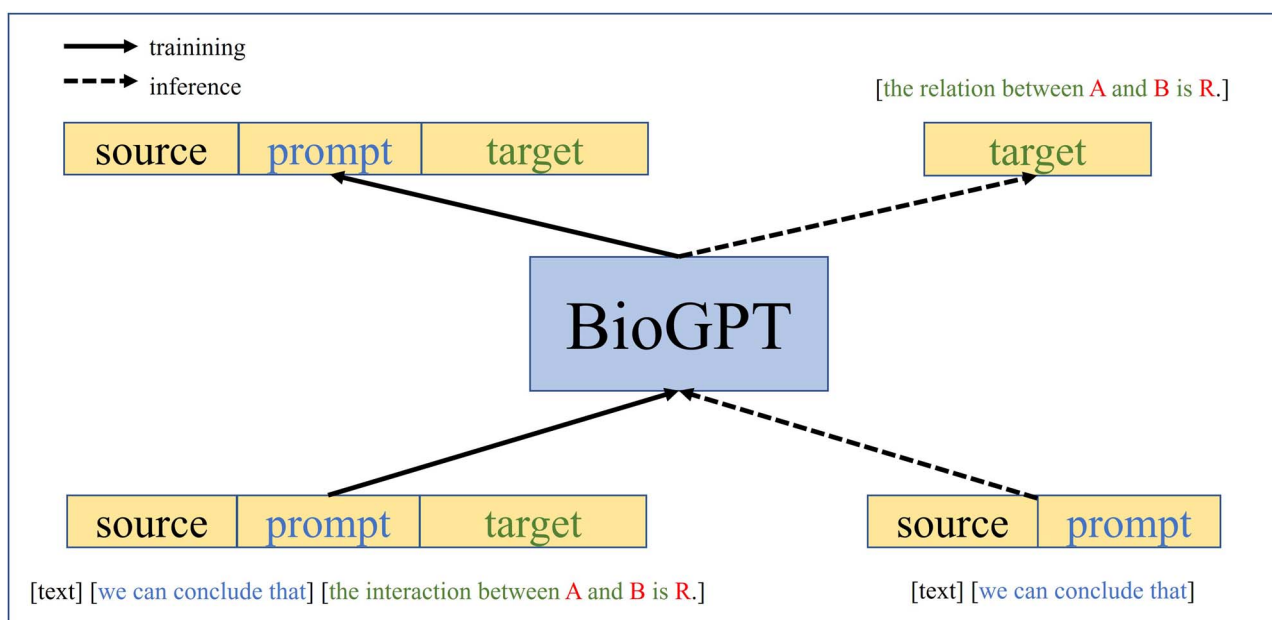 trainining
inference
[the relation between A and B is R.]
source prompt target
target
BioGPT
source prompt target
source prompt
[text] [we can conclude that] [the interaction between A and B is R.]
[text] [we can conclude that]